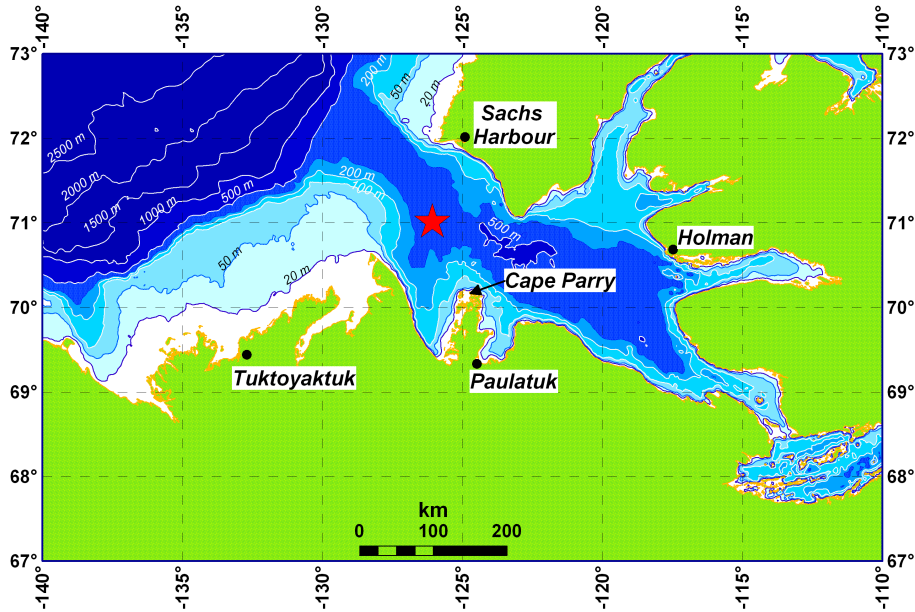 -140° -135° -130° -125° -120° -115° -110°
73° 73°
200 m
50 m
20 m
Sachs
Harbour
72° 72°
2500 m
2000 m
1500 m
1000 m
500 m
200 m
100 m
71° 71°
500 m
Holman
50 m
20 m
Cape Parry
70° 70°
Tuktoyaktuk
Paulatuk
69° 69°
68° 68°
km
0 100 200
67° 67°
-140° -135° -130° -125° -120° -115° -110°